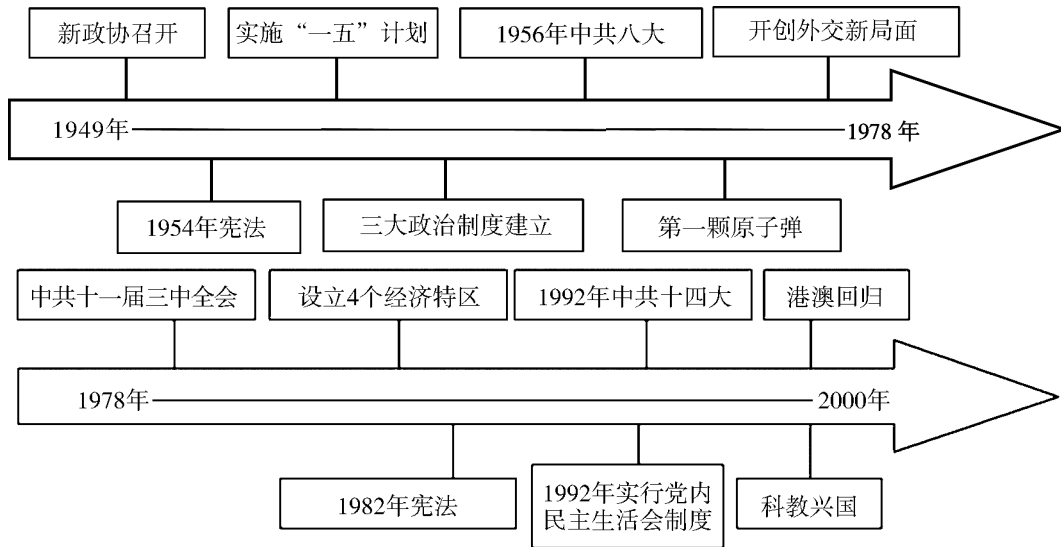 新政协召开
实施“一五”计划
1956年中共八大
开创外交新局面
1949年
1978年
1954年宪法
三大政治制度建立
第一颗原子弹
中共十一届三中全会
设立4个经济特区
1992年中共十四大
港澳回归
1978年
2000年
1982年宪法
1992年实行党内
民主生活会制度
科教兴国